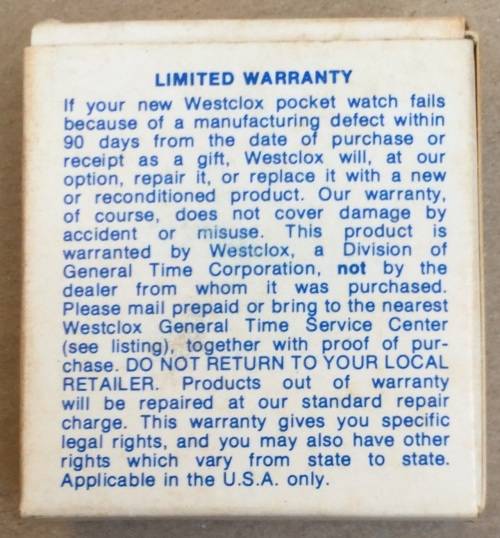 LIMITED WARRANTY
If your new Westclox pocket watch fails
because of a manufacturing defect within
90 days from the date of purchase or
receipt as a gift, Westclox will, at our
option, repair it, or replace it with a new
or reconditioned product. Our warranty,
of course, does not cover damage by
accident or misuse. This product is
warranted by Westclox, a Division of
General Time Corporation, not by the
dealer from whom it was purchased.
Please mail prepaid or bring to the nearest
Westclox General Time Service Center
(see listing), together with proof of pur-
chase. DO NOT RETURN TO YOUR LOCAL
RETAILER. Products out of warranty
will be repaired at our standard repair
charge. This warranty gives you specific
legal rights, and you may also have other
rights which vary from state to state.
Applicable in the U.S.A. only.